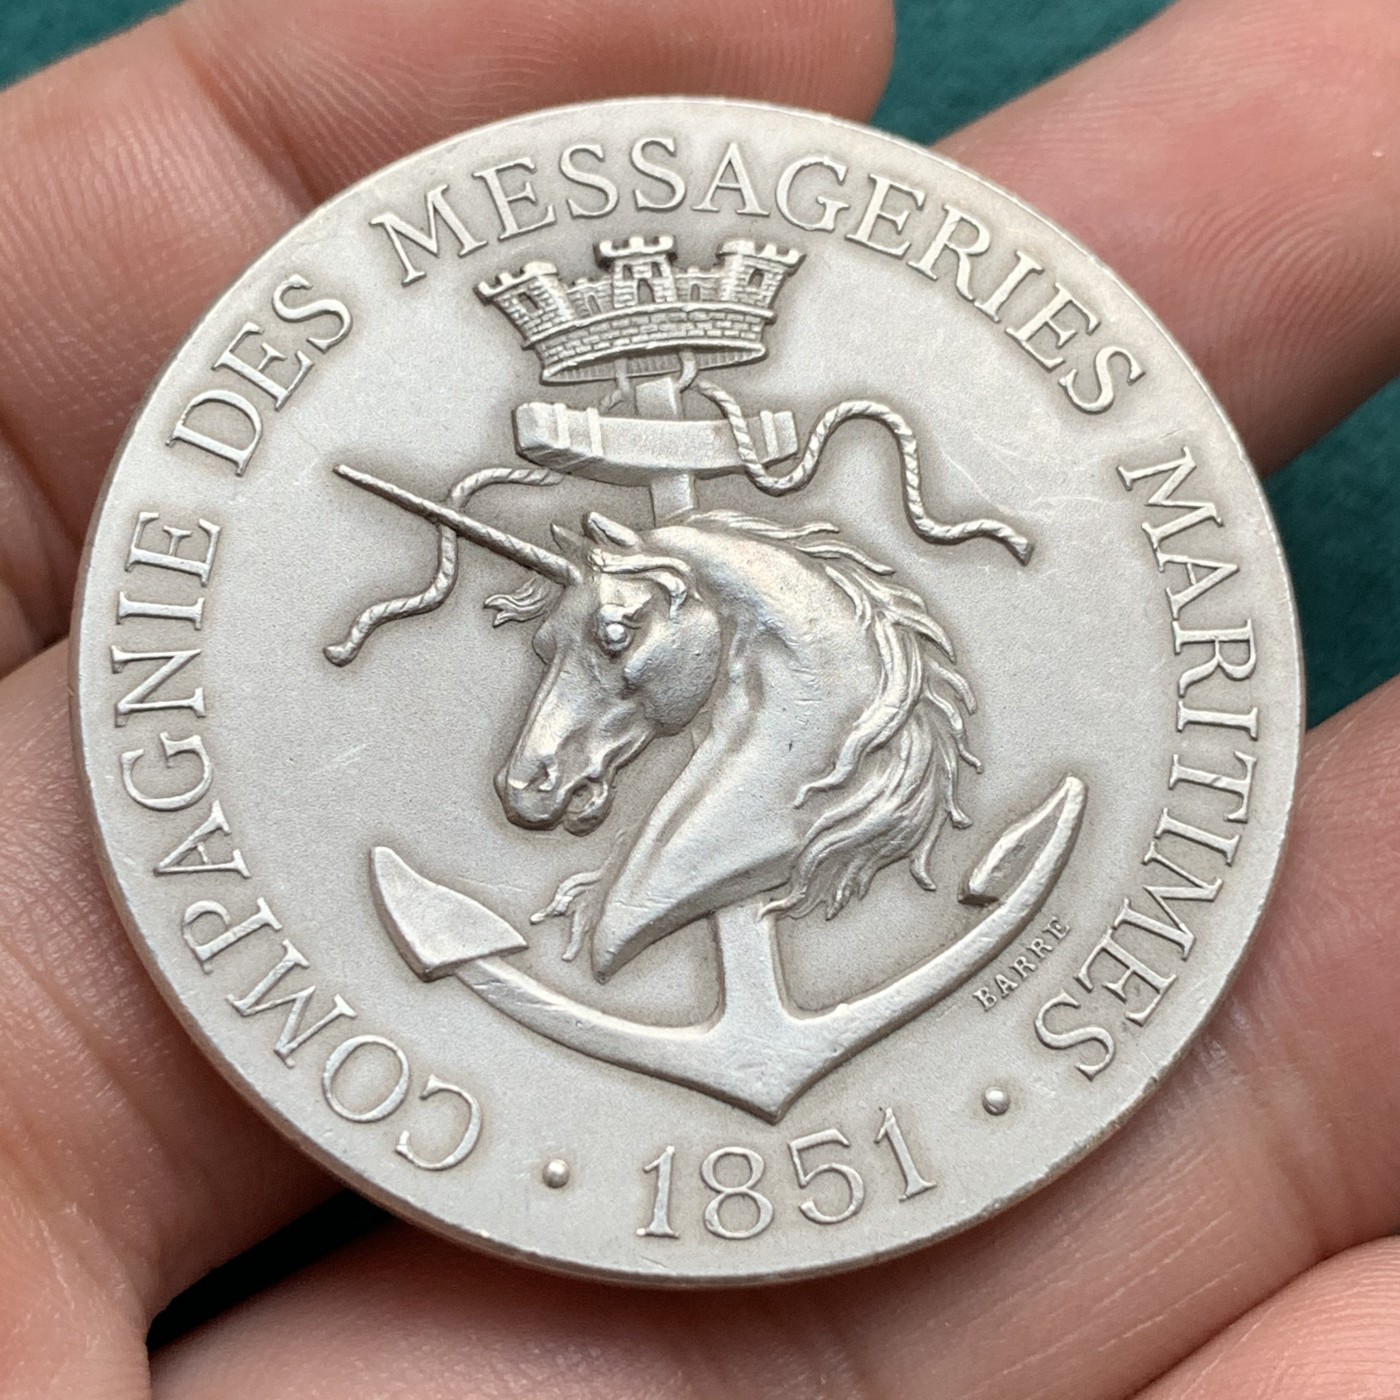 COMPAGNIE DES MESSAGERIES MARITIMES
BARRE
· 1851 ·